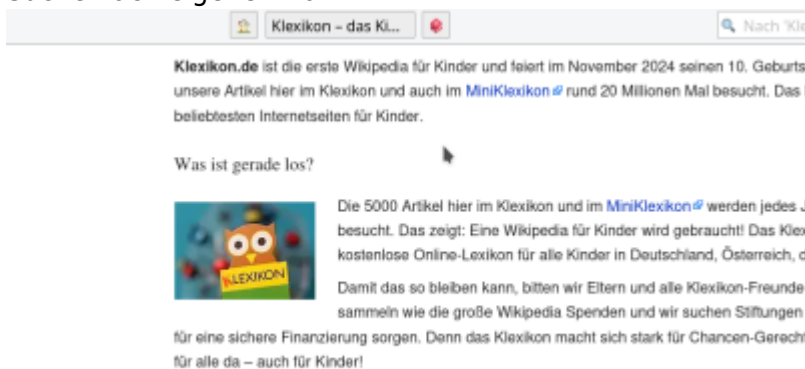 Klexikon – das Ki...
Nach 'Kle
Klexikon.de ist die erste Wikipedia für Kinder und feiert im November 2024 seinen 10. Geburts
unsere Artikel hier im Klexikon und auch im MiniKlexikon rund 20 Millionen Mal besucht. Das
beliebtesten Internetseiten für Kinder.
Was ist gerade los?
Die 5000 Artikel hier im Klexikon und im MiniKlexikon werden jedes J
besucht. Das zeigt: Eine Wikipedia für Kinder wird gebraucht! Das Klex
kostenlose Online-Lexikon für alle Kinder in Deutschland, Österreich, d
KLEXIKON
Damit das so bleiben kann, bitten wir Eltern und alle Klexikon-Freunde
sammeln wie die große Wikipedia Spenden und wir suchen Stiftungen
für eine sichere Finanzierung sorgen. Denn das Klexikon macht sich stark für Chancen-Gerecht
für alle da – auch für Kinder!